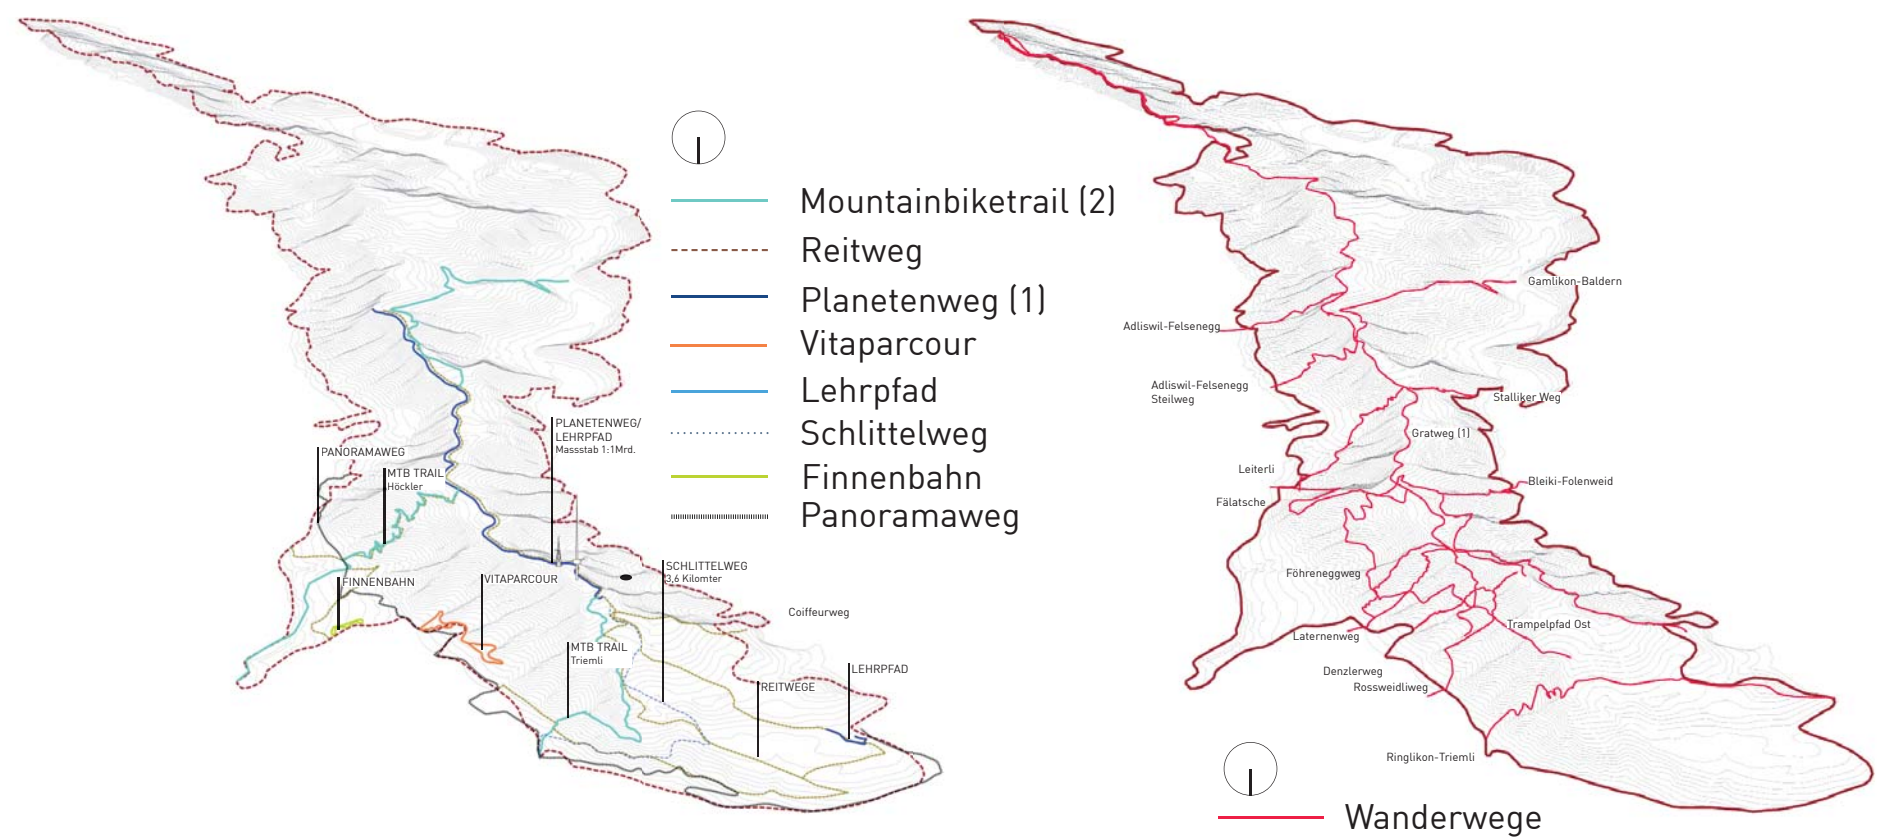 Mountainbiketrail (2)
Reitweg
Planetenweg (1)
Vitaparcour
Lehrpfad
Schlittelweg
Finnenbahn
Panoramaweg
PANORAMAWEG
MTB TRAIL
Höckler
PLANETENWEG/
LEHRPFAD
Massstab 1:1Mrd.
FINNENBAHN
VITAPARCOUR
SCHLITTELWEG
3,6 Kilomter
Coiffeurweg
MTB TRAIL
Triemli
REITWEGE
LEHRPFAD
Gamlikon-Baldern
Adliswil-Felsenegg
Adliswil-Felsenegg
Steilweg
Stalliker Weg
Gratweg (1)
Leiterli
Bleiki-Folenweid
Fälatsche
Föhreneggweg
Trampelpfad Ost
Laternenweg
Denzlerweg
Rossweidliweg
Ringlikon-Triemli
Wanderwege